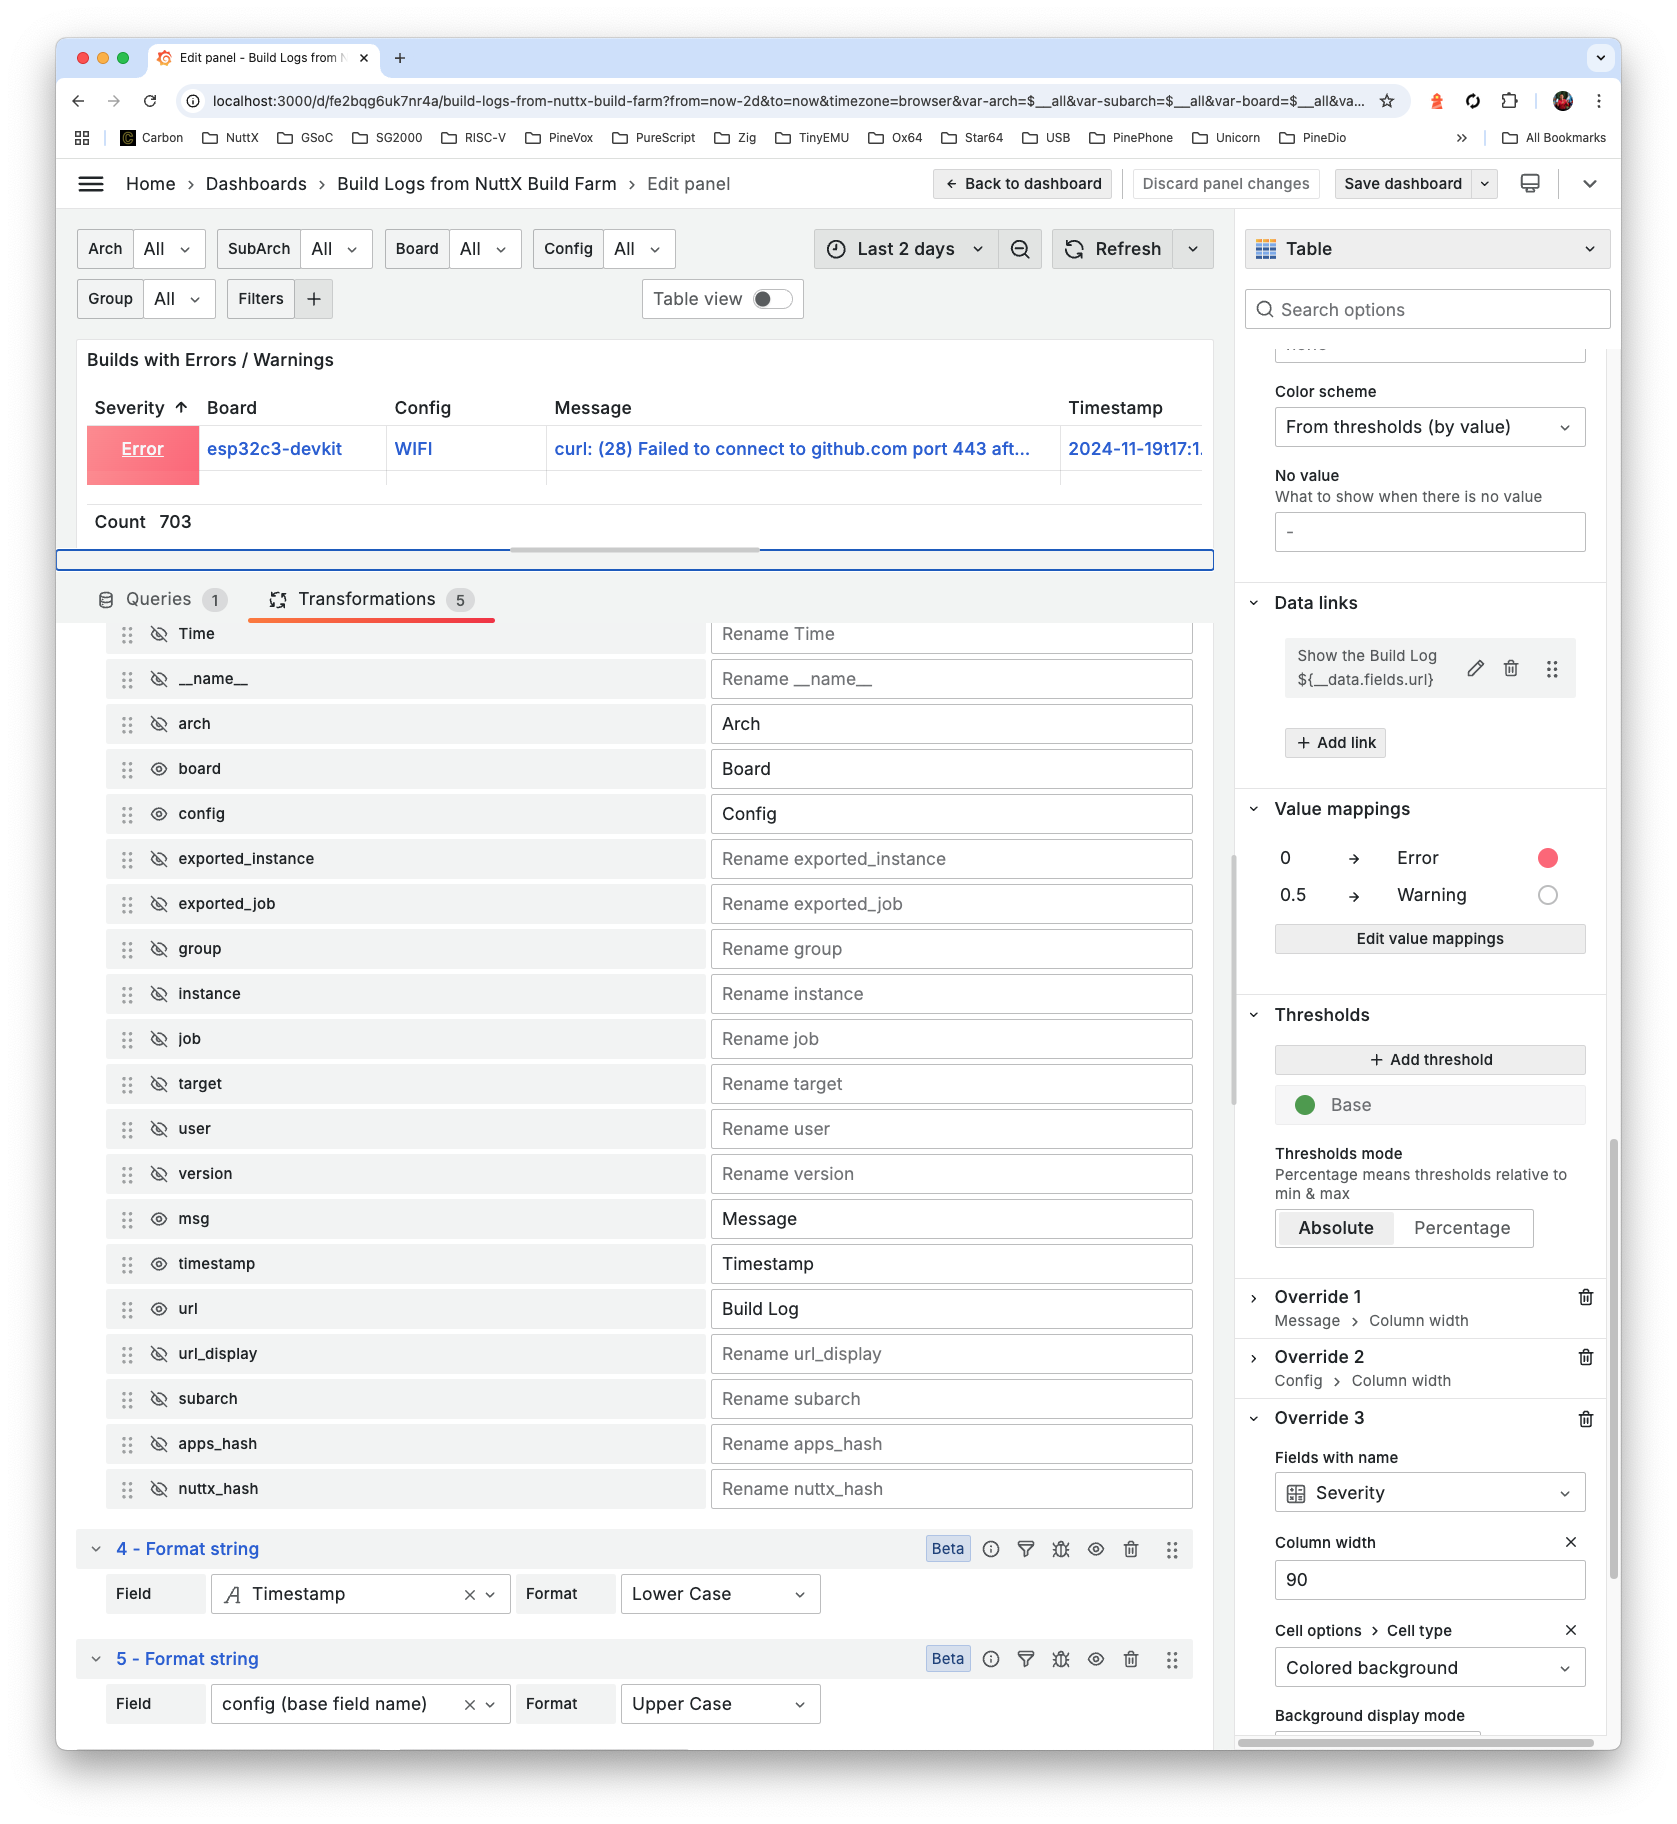 Edit panel - Build Logs from N
localhost:3000/d/fe2bqg6uk7nr4a/build-logs-from-nuttx-build-farm?from=now-2d&to=now&timezone=browser&var-arch=$__all&var-subarch=$__all&var-board=$__all&va...
Carbon NuttX GSoC SG2000 RISC-V PineVox PureScript Zig TinyEMU Ox64 Star64 USB PinePhone Unicorn PineDio » All Bookmarks
Home › Dashboards › Build Logs from NuttX Build Farm › Edit panel
← Back to dashboard Discard panel changes Save dashboard
Arch All SubArch All Board All Config All Last 2 days Refresh
Group All Filters + Table view
Builds with Errors / Warnings
Severity ↑ Board Config Message Timestamp
Error esp32c3-devkit WIFI curl: (28) Failed to connect to github.com port 443 aft... 2024-11-19t17:1.
Count 703
Queries 1 Transformations 5
Time Rename Time
__name__ Rename __name__
arch Arch
board Board
config Config
exported_instance Rename exported_instance
exported_job Rename exported_job
group Rename group
instance Rename instance
job Rename job
target Rename target
user Rename user
version Rename version
msg Message
timestamp Timestamp
url Build Log
url_display Rename url_display
subarch Rename subarch
apps_hash Rename apps_hash
nuttx_hash Rename nuttx_hash
4 - Format string Beta
Field Timestamp Format Lower Case
5 - Format string Beta
Field config (base field name) Format Upper Case
Table
Search options
Color scheme
From thresholds (by value)
No value
What to show when there is no value
-
Data links
Show the Build Log
${__data.fields.url}
+ Add link
Value mappings
0 → Error
0.5 → Warning
Edit value mappings
Thresholds
+ Add threshold
Base
Thresholds mode
Percentage means thresholds relative to
min & max
Absolute Percentage
Override 1
Message › Column width
Override 2
Config › Column width
Override 3
Fields with name
Severity
Column width
90
Cell options › Cell type
Colored background
Background display mode